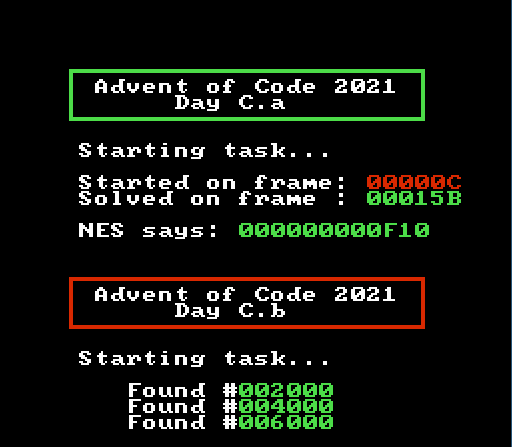 Advent of Code 2021
Day C.a
Starting task...
Started on frame: 00000C
Solved on frame : 00015B
NES says: 000000000F10
Advent of Code 2021
Day C.b
Starting task...
Found #002000
Found #004000
Found #006000